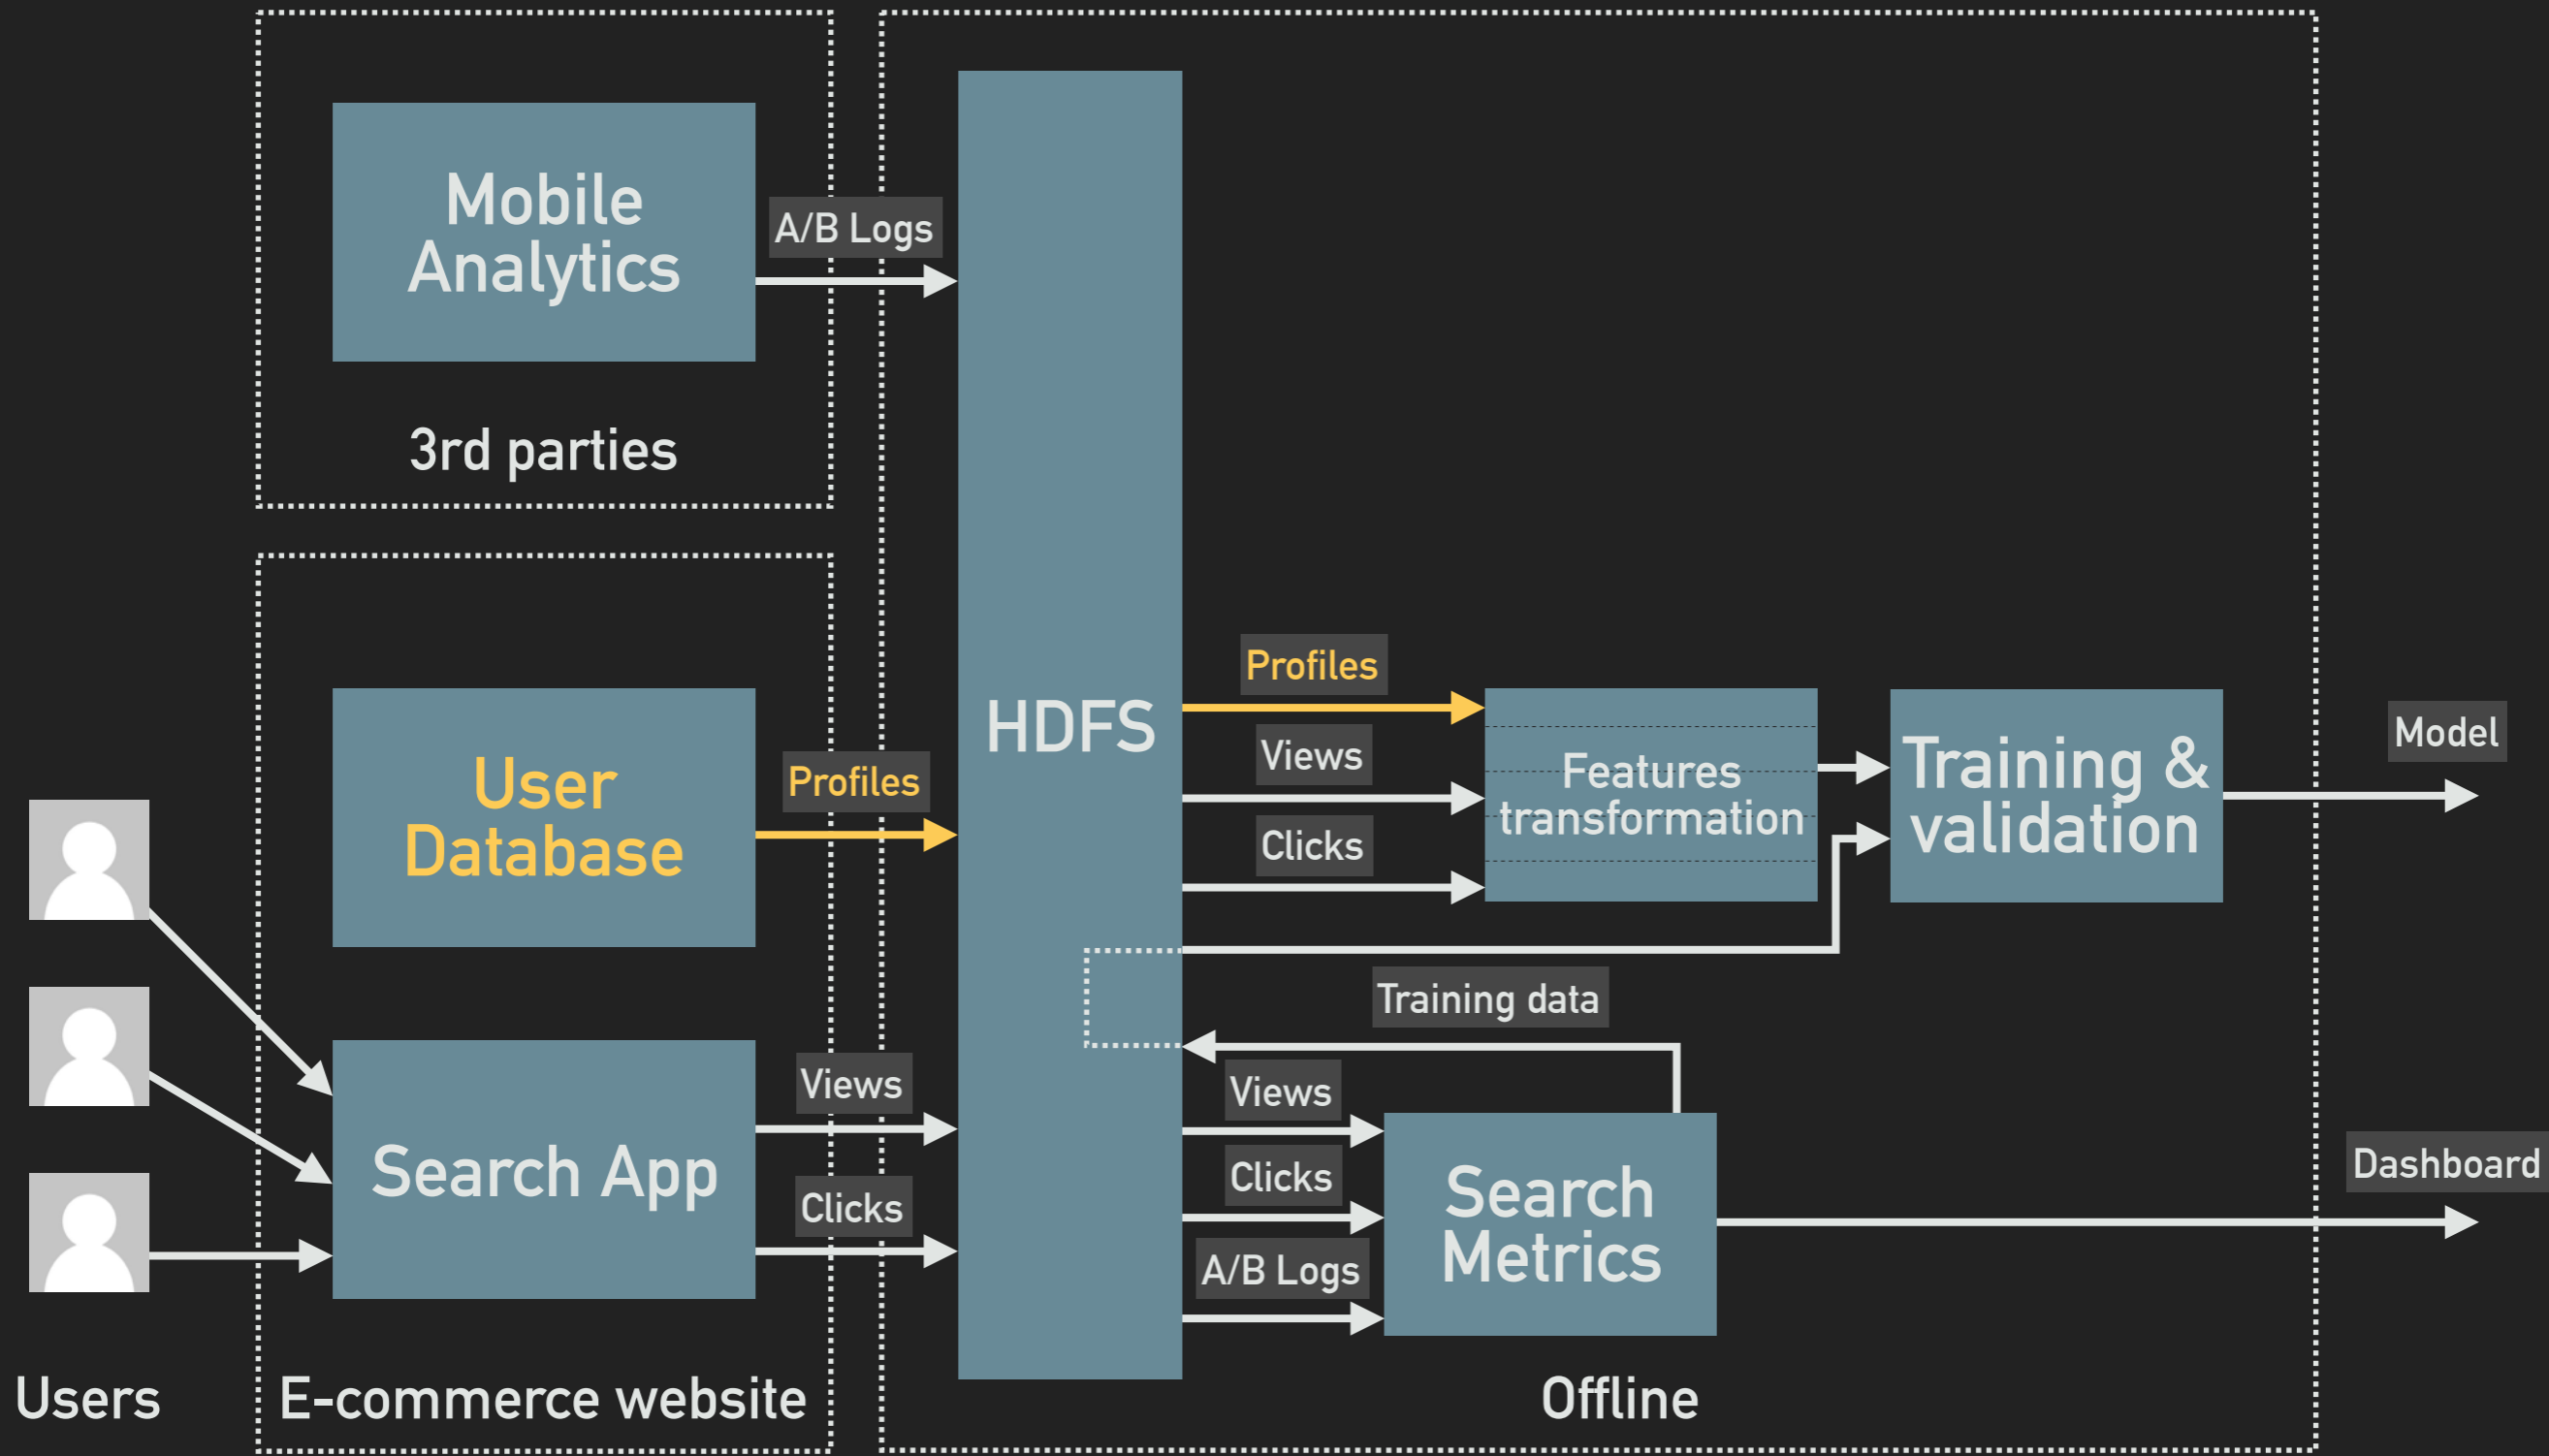 Mobile
Analytics
A/B Logs
3rd parties
User
Database
Profiles
Search App
Views
Clicks
Users
E-commerce website
HDFS
Profiles
Views
Clicks
Features
transformation
Training &
validation
Model
Training data
Views
Clicks
A/B Logs
Search
Metrics
Dashboard
Offline